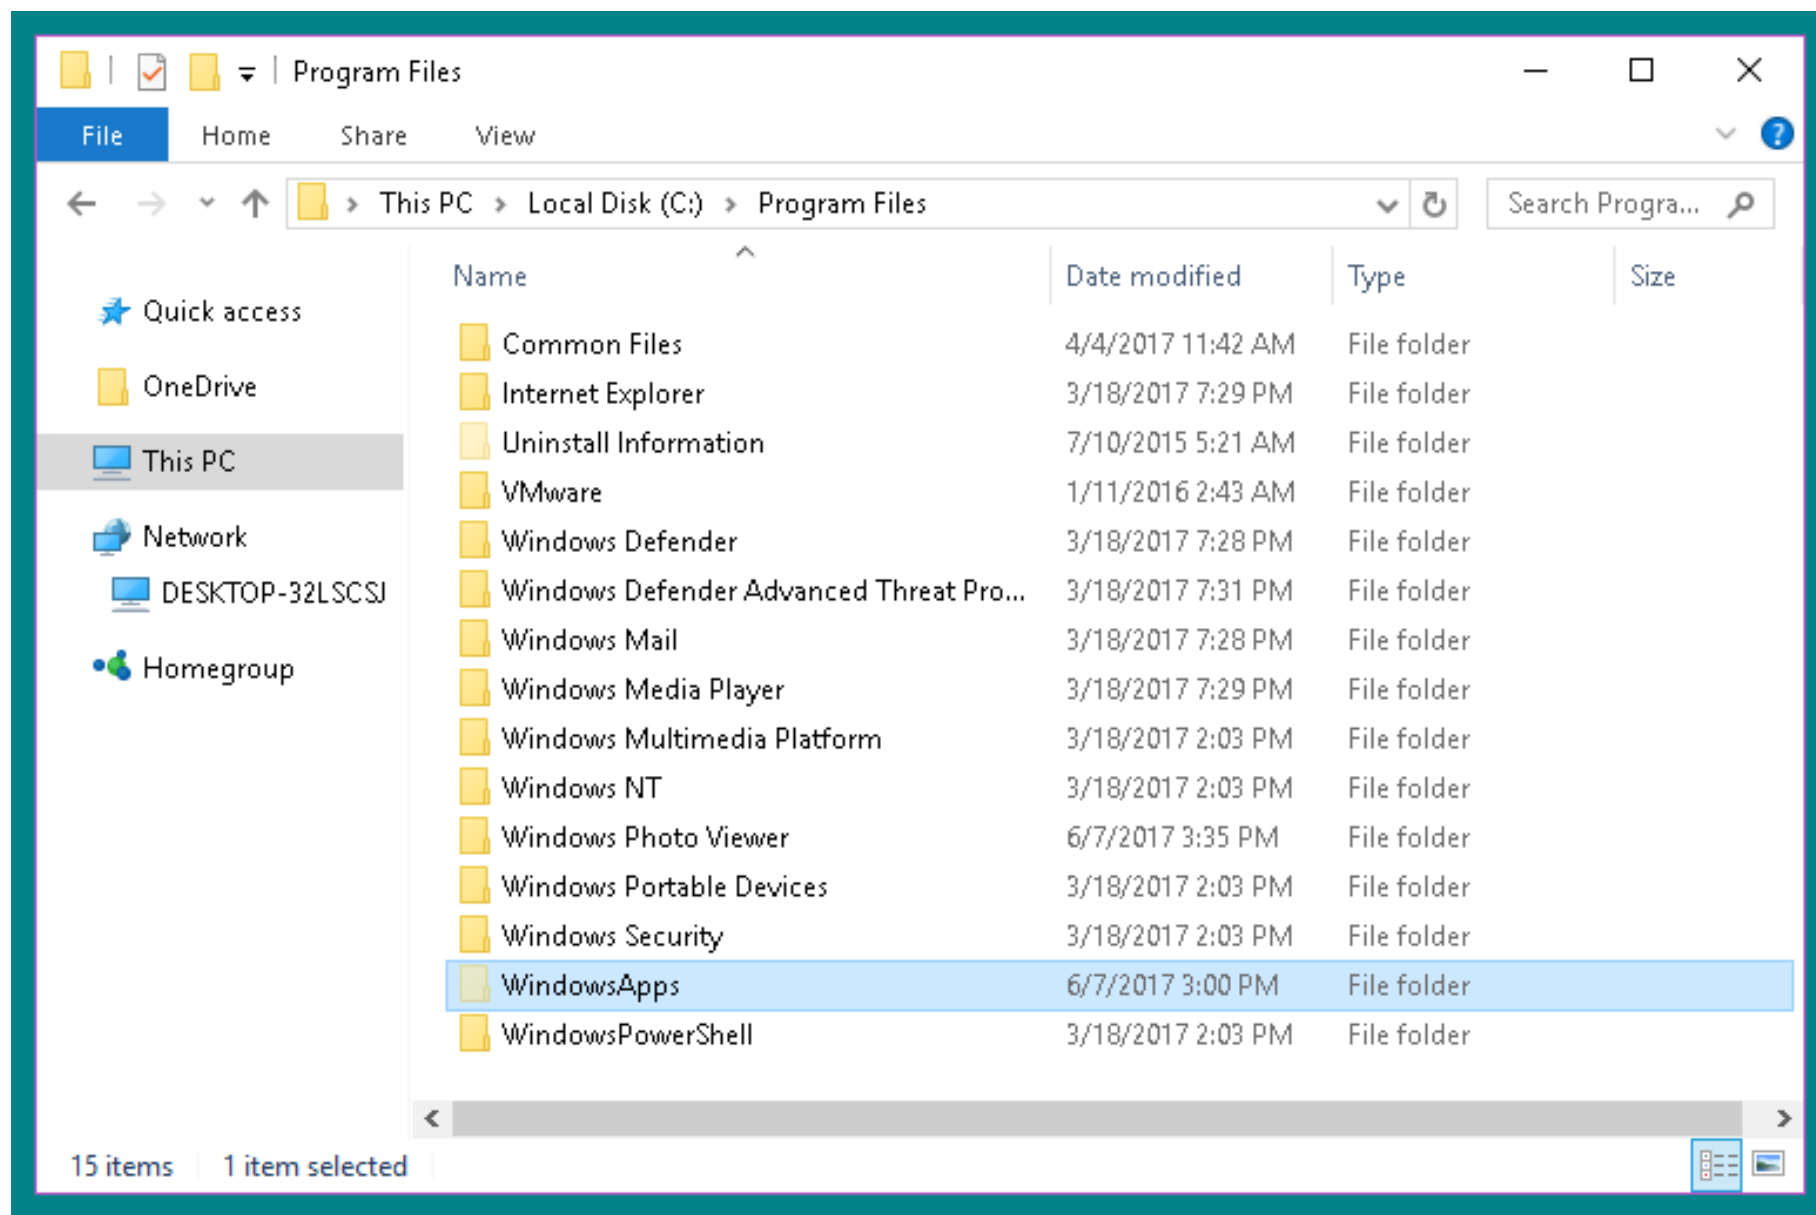 Program Files
File Home Share View
This PC Local Disk (C:) Program Files Search Progra...
Name Date modified Type Size
Quick access
OneDrive
This PC
Network
DESKTOP-32LSCSJ
Homegroup
Common Files 4/4/2017 11:42 AM File folder
Internet Explorer 3/18/2017 7:29 PM File folder
Uninstall Information 7/10/2015 5:21 AM File folder
VMware 1/11/2016 2:43 AM File folder
Windows Defender 3/18/2017 7:28 PM File folder
Windows Defender Advanced Threat Pro... 3/18/2017 7:31 PM File folder
Windows Mail 3/18/2017 7:28 PM File folder
Windows Media Player 3/18/2017 7:29 PM File folder
Windows Multimedia Platform 3/18/2017 2:03 PM File folder
Windows NT 3/18/2017 2:03 PM File folder
Windows Photo Viewer 6/7/2017 3:35 PM File folder
Windows Portable Devices 3/18/2017 2:03 PM File folder
Windows Security 3/18/2017 2:03 PM File folder
WindowsApps 6/7/2017 3:00 PM File folder
WindowsPowerShell 3/18/2017 2:03 PM File folder
15 items 1 item selected